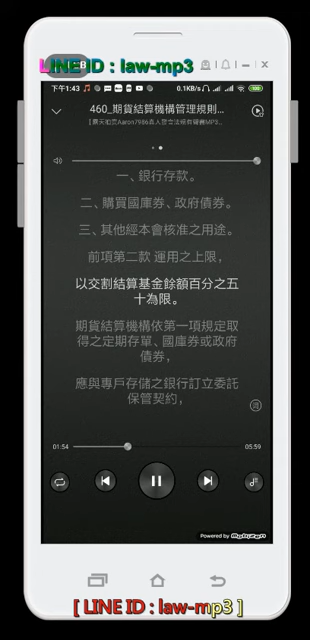 LINE ID : law-mp3
下午1:43
0.1KB/s
460_期貨結算機構管理規則...
一、銀行存款。
二、購買國庫券、政府債券。
三、其他經本會核准之用途。
前項第二款 運用之上限，
以交割結算基金餘額百分之五
十為限。
期貨結算機構依第一項規定取
得之定期存單、國庫券或政府
債券，
應與專戶存儲之銀行訂立委託
保管契約，
詞
01:54
05:59
Powered by
[ LINE ID : law-mp3 ]